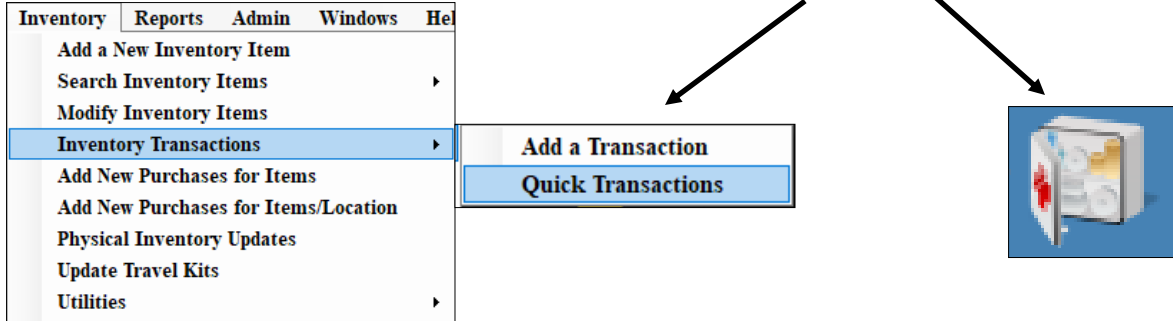 Inventory Reports Admin Windows Hel
Add a New Inventory Item
Search Inventory Items
Modify Inventory Items
Inventory Transactions
Add a Transaction
Quick Transactions
Add New Purchases for Items
Add New Purchases for Items/Location
Physical Inventory Updates
Update Travel Kits
Utilities